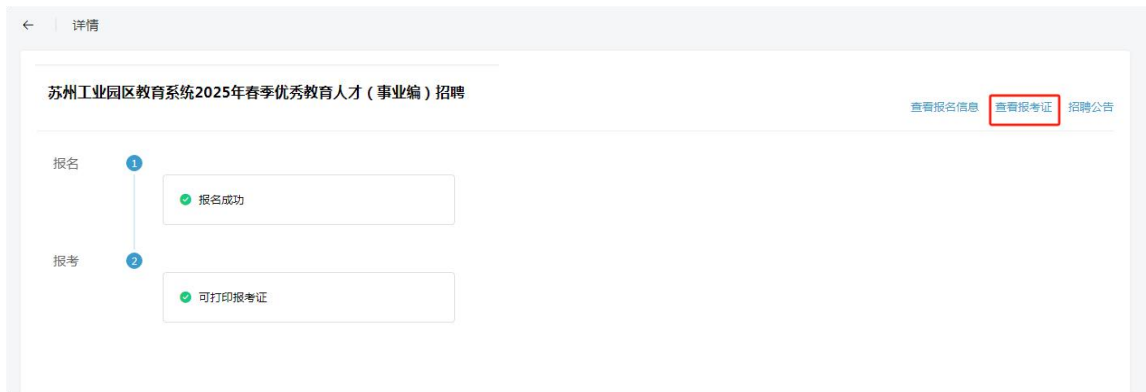 ← 详情
苏州工业园区教育系统2025年春季优秀教育人才（事业编）招聘
查看报名信息 查看报考证 招聘公告
报名 1
报名成功
报考 2
可打印报考证